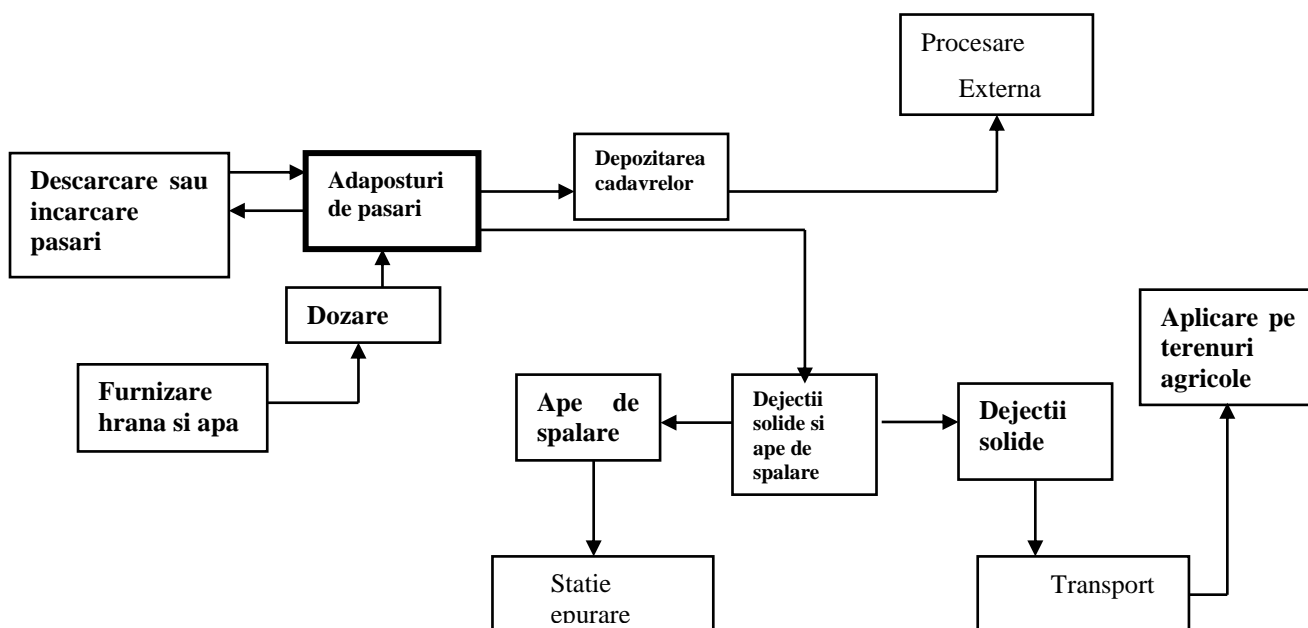 Procesare
Externa
Descarcare sau
incarcare
pasari
Adaposturi
de pasari
Depozitarea
cadavrelor
Dozare
Furnizare
hrana si apa
Aplicare pe
terenuri
agricole
Ape de
spalare
Dejectii
solide si
ape de
spalare
Dejectii
solide
Statie
epurare
Transport